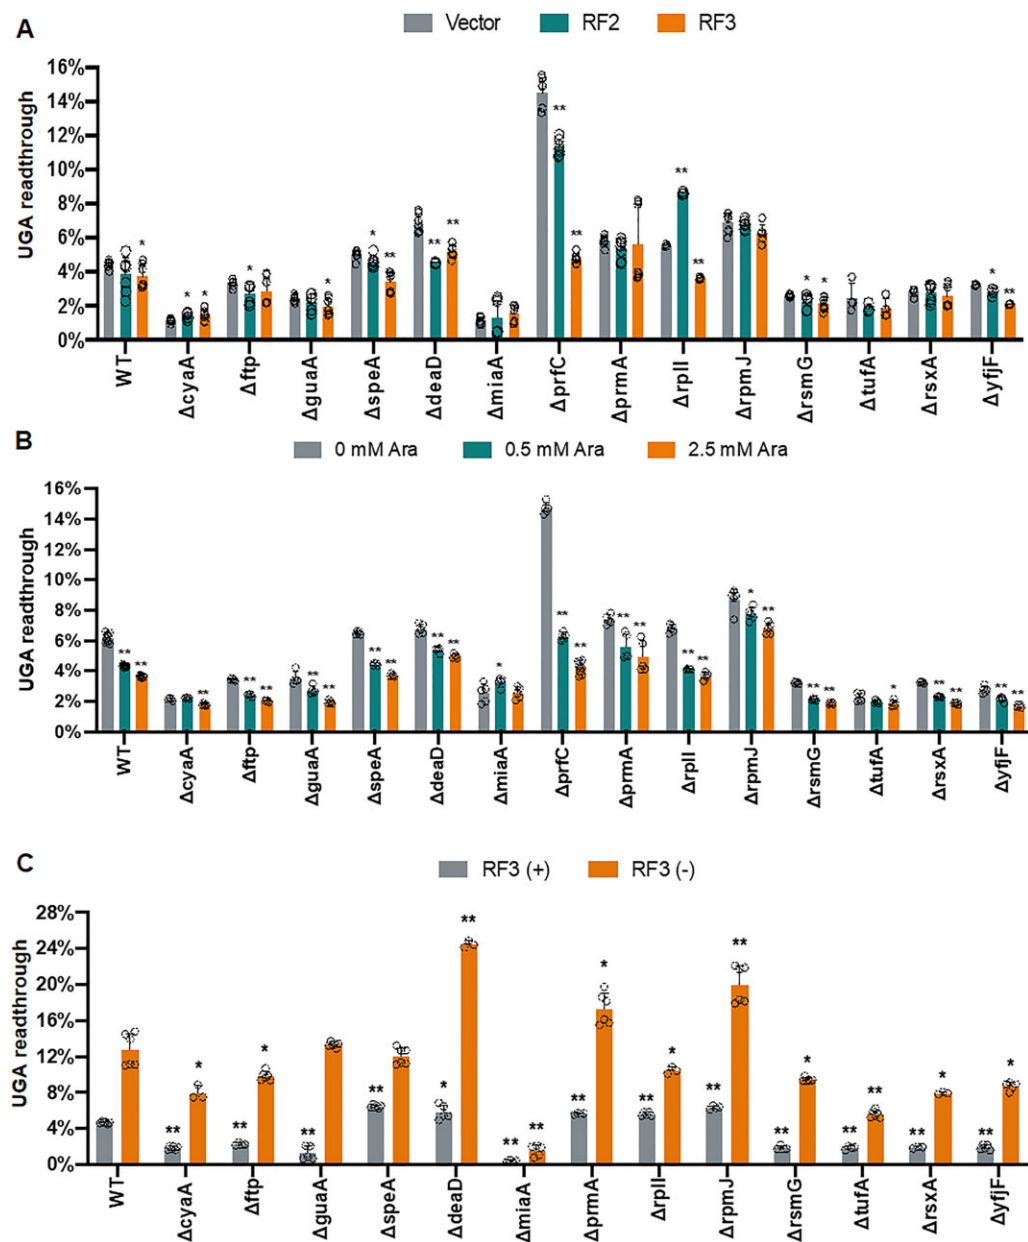 A
Vector RF2 RF3
UGA readthrough
16%
14%
12%
10%
8%
6%
4%
2%
0%
* * * * * * ** ** ** ** ** ** ** * * * **
WT ΔcyaA Δftp ΔguaA ΔspeA ΔdeaD ΔmiaA ΔprfC ΔprmA ΔrplI ΔrpmJ ΔrsmG ΔtufA ΔrsxA ΔyfjF
B
0 mM Ara 0.5 mM Ara 2.5 mM Ara
UGA readthrough
16%
14%
12%
10%
8%
6%
4%
2%
0%
** ** ** ** ** ** ** ** ** ** ** * ** ** ** ** ** ** * ** ** ** * ** ** ** **
WT ΔcyaA Δftp ΔguaA ΔspeA ΔdeaD ΔmiaA ΔprfC ΔprmA ΔrplI ΔrpmJ ΔrsmG ΔtufA ΔrsxA ΔyfjF
C
RF3 (+) RF3 (-)
UGA readthrough
28%
24%
20%
16%
12%
8%
4%
0%
** * ** * ** ** * ** ** ** ** * ** * ** ** ** * ** ** ** * ** *
WT ΔcyaA Δftp ΔguaA ΔspeA ΔdeaD ΔmiaA ΔprmA ΔrplI ΔrpmJ ΔrsmG ΔtufA ΔrsxA ΔyfjF